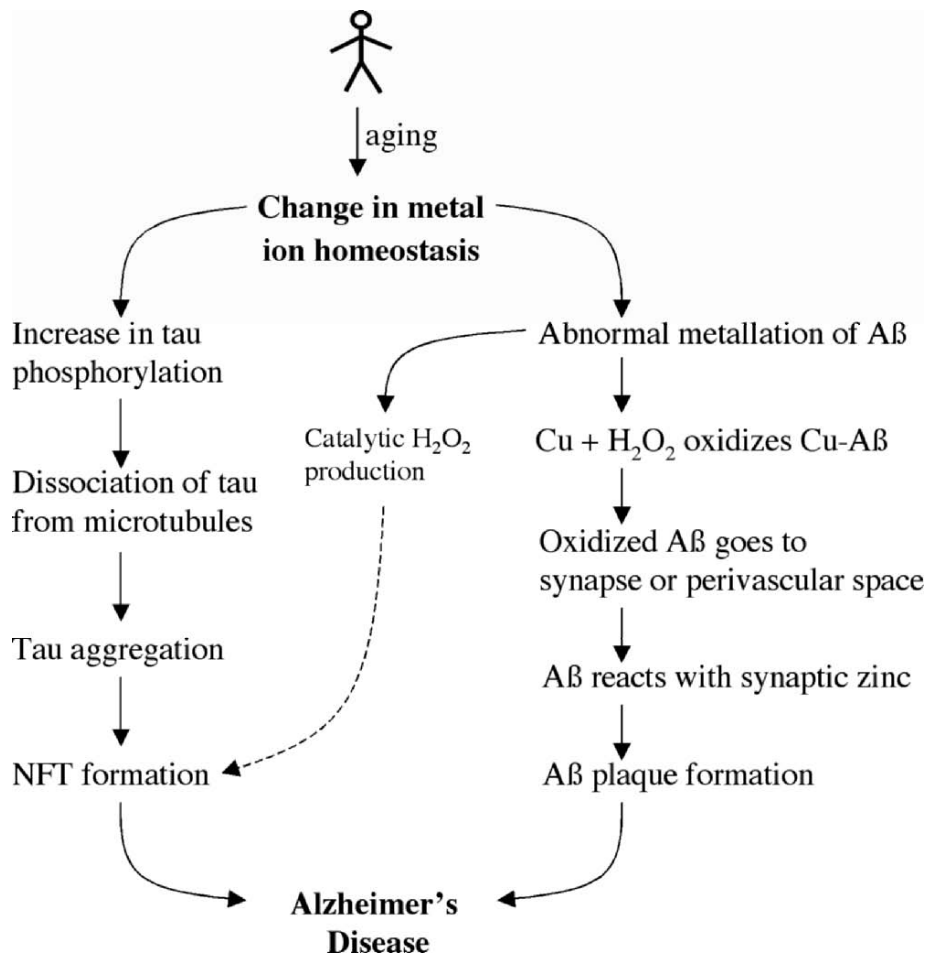 aging
Change in metal
ion homeostasis
Increase in tau
phosphorylation
Dissociation of tau
from microtubules
Tau aggregation
NFT formation
Catalytic H₂O₂
production
Abnormal metallation of Aß
Cu + H₂O₂ oxidizes Cu-Aß
Oxidized Aß goes to
synapse or perivascular space
Aß reacts with synaptic zinc
Aß plaque formation
Alzheimer's
Disease